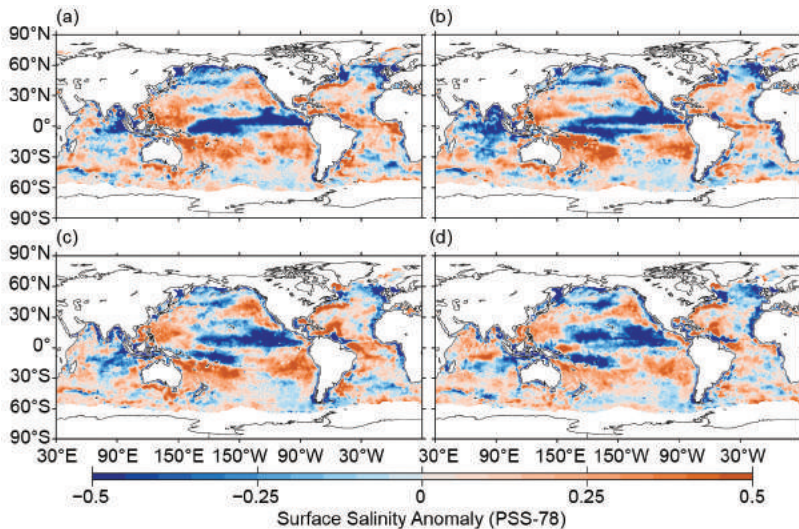 (a) (b)
90°N
60°N
30°N
0°
30°S
60°S
90°S
(c) (d)
90°N
60°N
30°N
0°
30°S
60°S
90°S
30°E 90°E 150°E 150°W 90°W 30°W 30°E 90°E 150°E 150°W 90°W 30°W
−0.5 −0.25 0 0.25 0.5
Surface Salinity Anomaly (PSS-78)